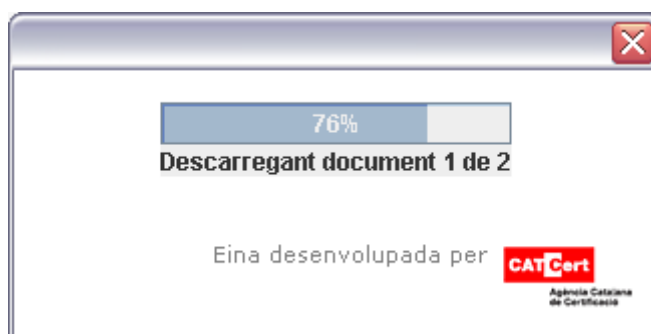 76%
Descarregant document 1 de 2
Eina desenvolupada per
CATCert
Agència Catalana
de Certificació